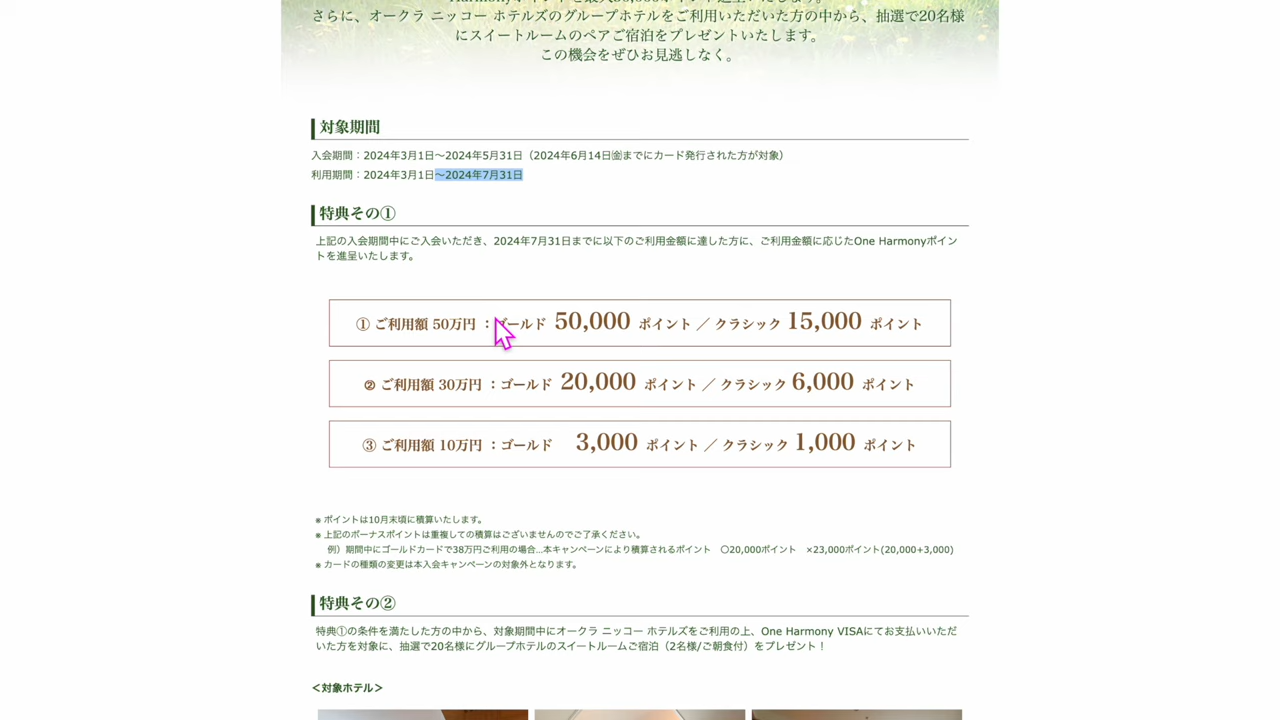 さらに、オークラ ニッコー ホテルズのグループホテルをご利用いただいた方の中から、抽選で20名様
にスイートルームのペアご宿泊をプレゼントいたします。
この機会をぜひお見逃しなく。
対象期間
入会期間：2024年3月1日～2024年5月31日（2024年6月14日㊎までにカード発行された方が対象）
利用期間：2024年3月1日～2024年7月31日
特典その①
上記の入会期間中にご入会いただき、2024年7月31日までに以下のご利用金額に達した方に、ご利用金額に応じたOne Harmonyポイン
トを進呈いたします。
① ご利用額 50万円 ：ゴールド 50,000 ポイント ／ クラシック 15,000 ポイント
② ご利用額 30万円 ：ゴールド 20,000 ポイント ／ クラシック 6,000 ポイント
③ ご利用額 10万円 ：ゴールド 3,000 ポイント ／ クラシック 1,000 ポイント
※ ポイントは10月末頃に積算いたします。
※ 上記のボーナスポイントは重複しての積算はございませんのでご了承ください。
例）期間中にゴールドカードで38万円ご利用の場合…本キャンペーンにより積算されるポイント　〇20,000ポイント　×23,000ポイント(20,000+3,000)
※ カードの種類の変更は本入会キャンペーンの対象外となります。
特典その②
特典①の条件を満たした方の中から、対象期間中にオークラ ニッコー ホテルズをご利用の上、One Harmony VISAにてお支払いいただ
いた方を対象に、抽選で20名様にグループホテルのスイートルームご宿泊（2名様/ご朝食付）をプレゼント！
＜対象ホテル＞